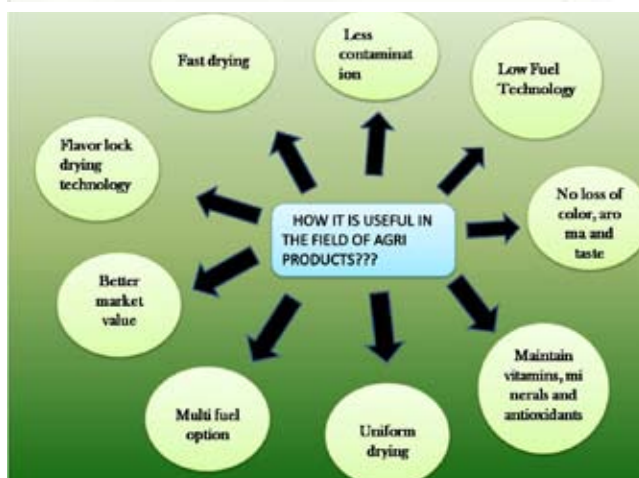 Fast drying
Less
contaminat
ion
Low Fuel
Technology
Flavor lock
drying
technology
HOW IT IS USEFUL IN
THE FIELD OF AGRI
PRODUCTS???
No loss of
color, aro
ma and
taste
Better
market
value
Maintain
vitamins, mi
nerals and
antioxidants
Multi fuel
option
Uniform
drying